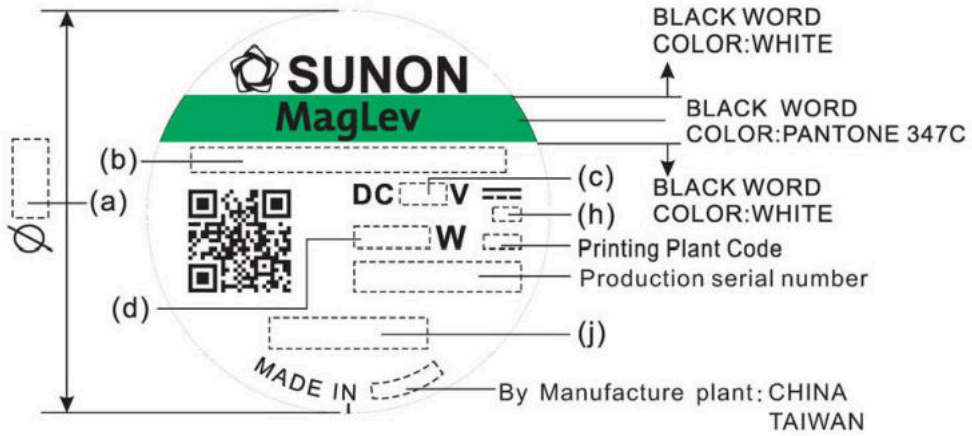 BLACK WORD
COLOR:WHITE
SUNON
MagLev
BLACK WORD
COLOR:PANTONE 347C
(b)
(a)
Ø
DC V
(c)
(h)
BLACK WORD
COLOR:WHITE
W
Printing Plant Code
Production serial number
(d)
(j)
MADE IN
By Manufacture plant: CHINA
TAIWAN